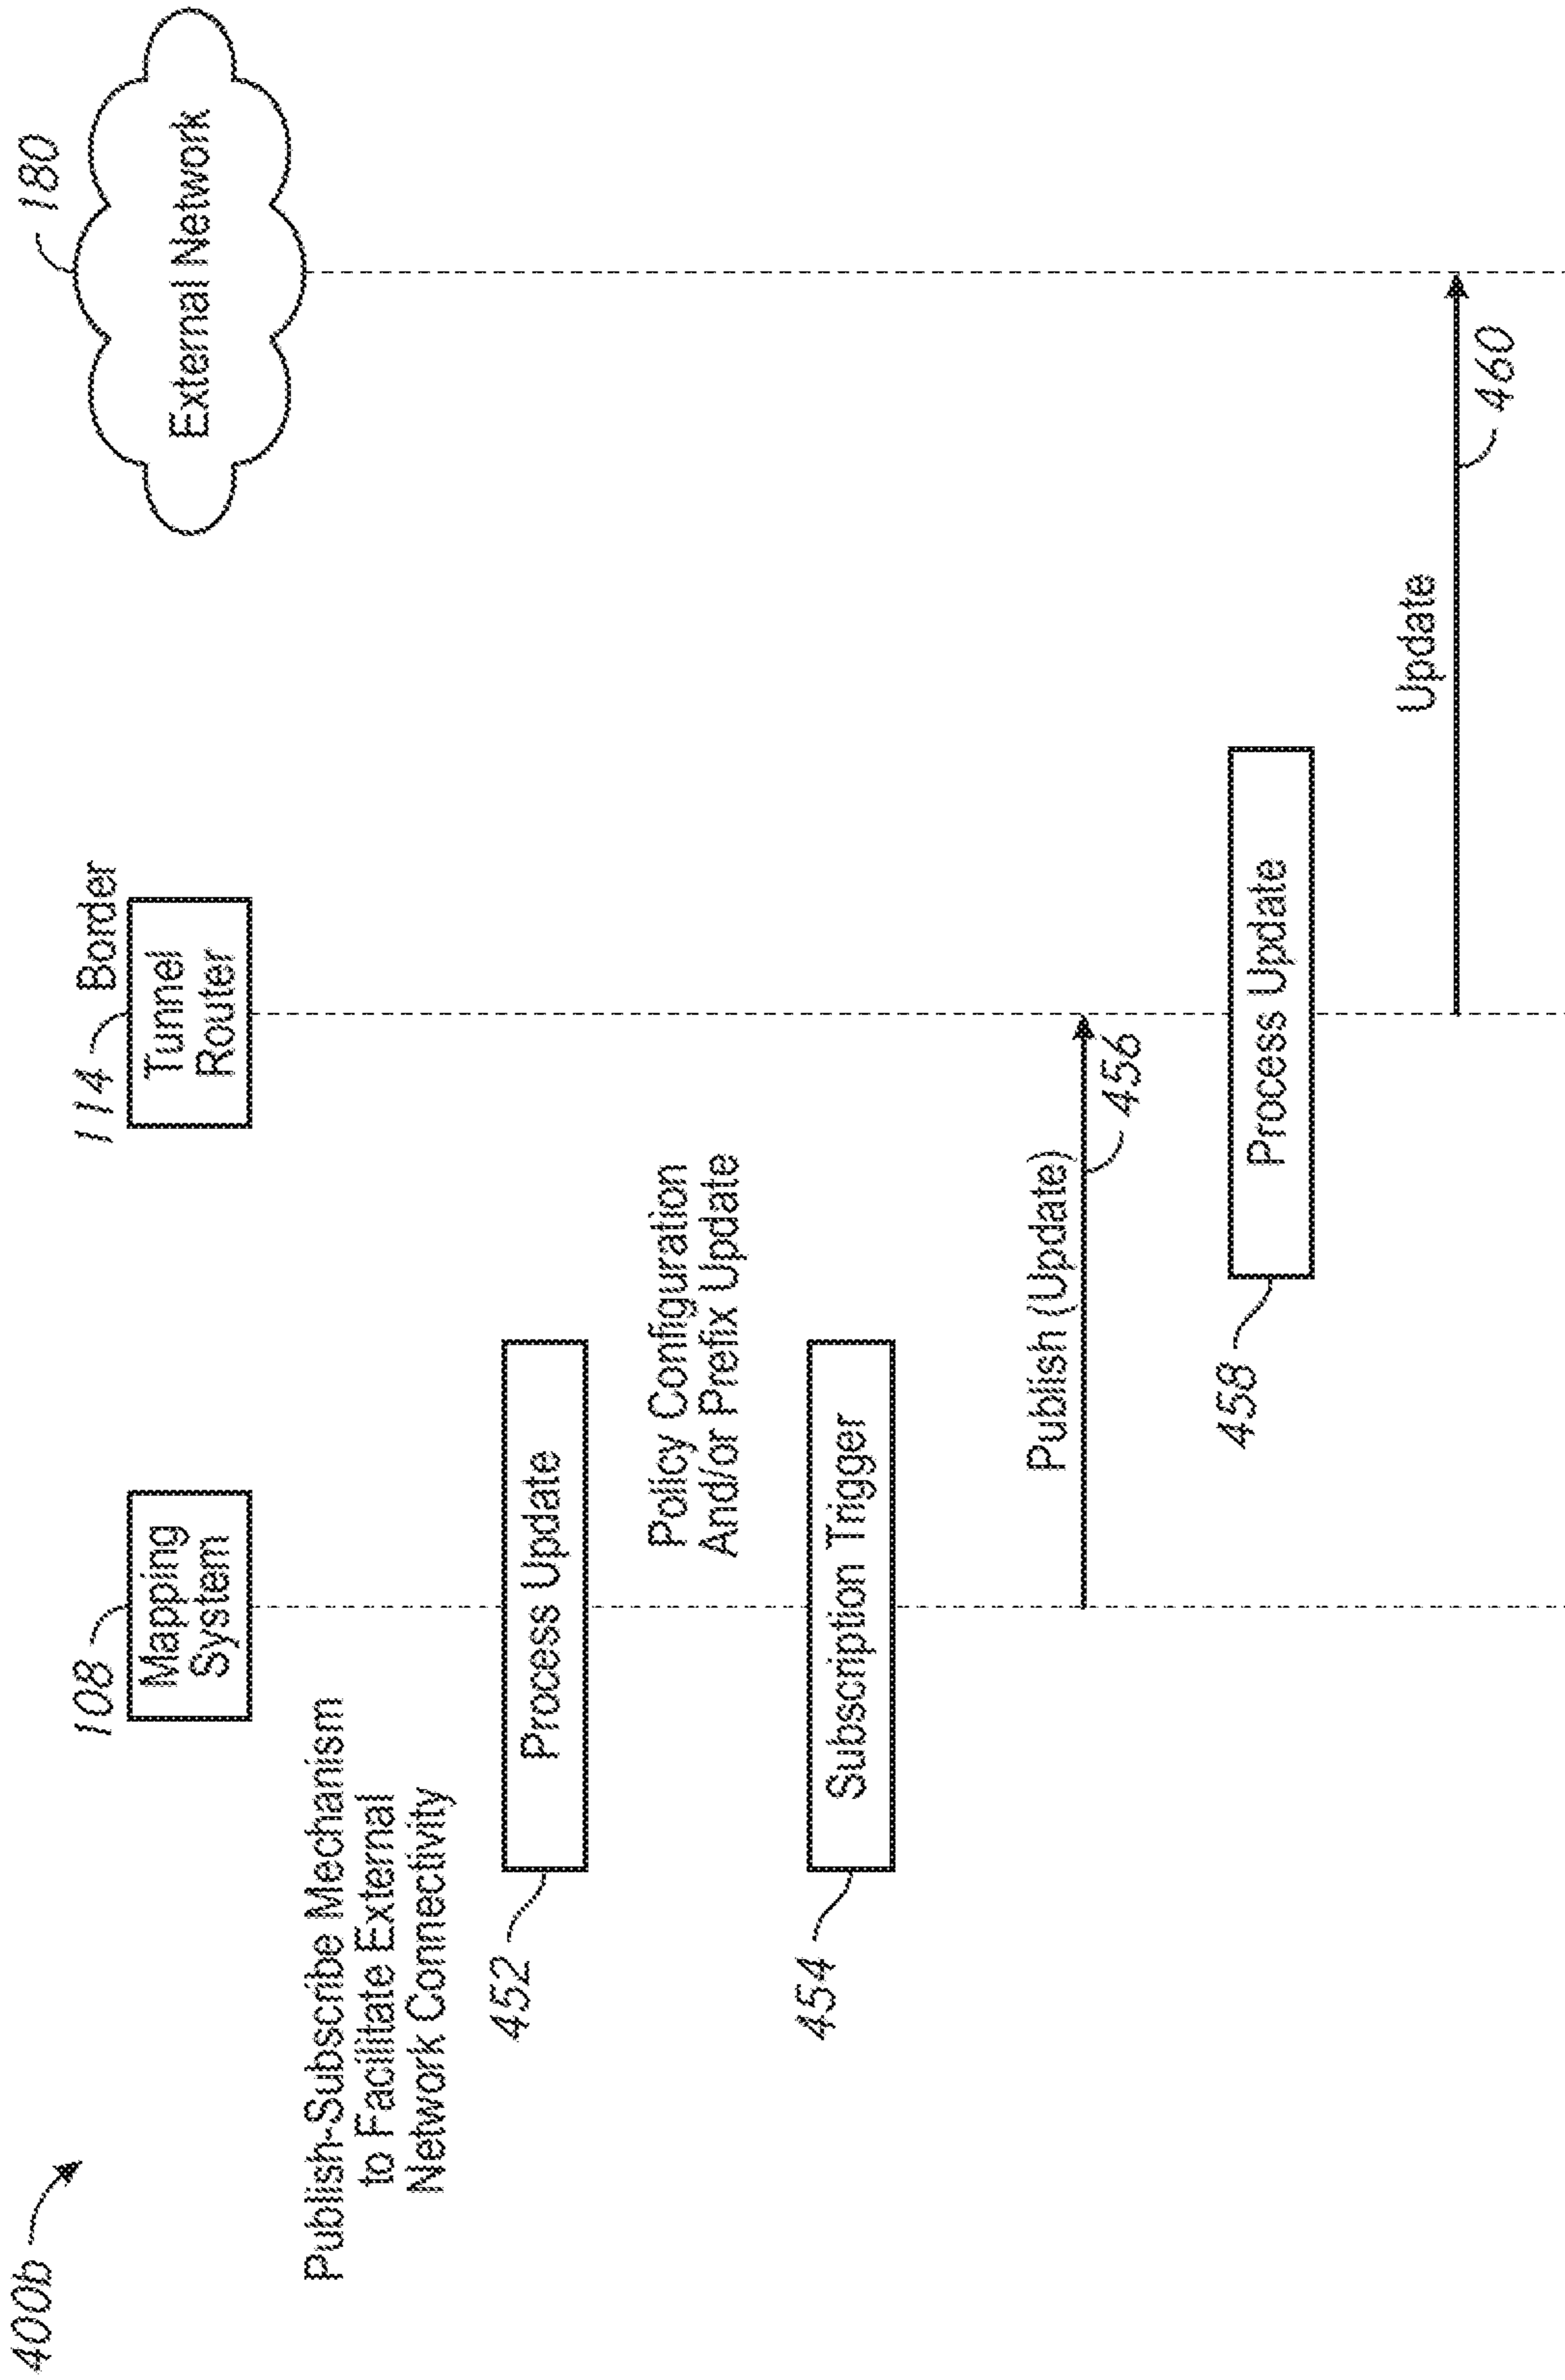 400b
180
External Network
114
Border
Tunnel
Router
108
Mapping
System
Publish-Subscribe Mechanism
to Facilitate External
Network Connectivity
Process Update
452
Policy Configuration
And/or Prefix Update
Subscription Trigger
454
Publish (Update)
456
Process Update
458
Update
460